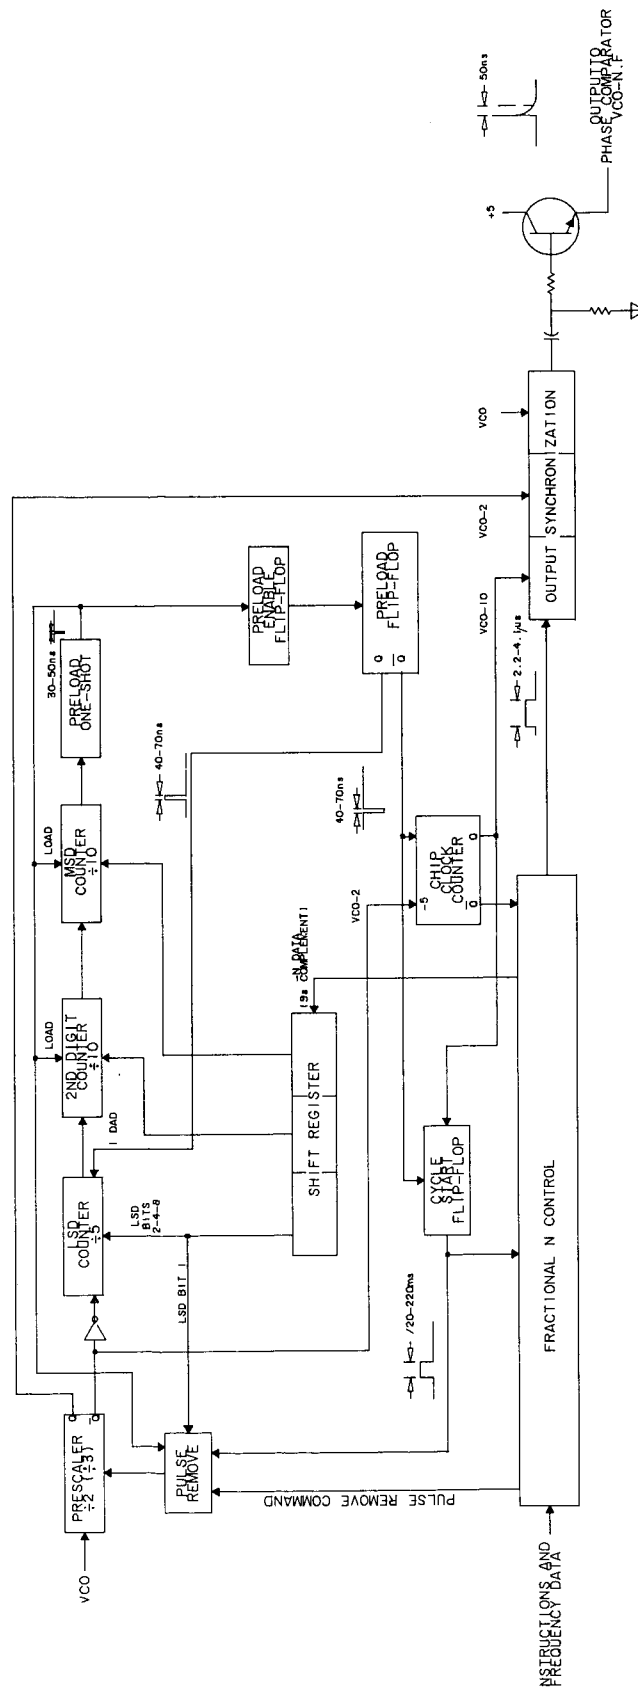 VCO
PRESCALER
÷2 (÷3)
Q
Q
PULSE
REMOVE
LSD
COUNTER
÷5
2ND DIGIT
COUNTER
÷10
MSD
COUNTER
÷10
PRELOAD
ONE-SHOT
30-50ns
LOAD
LOAD
I DAD
LSD
BITS
2-4-8
LSD BIT 1
40-70ns
PRELOAD
ENABLE
FLIP-FLOP
PRELOAD
FLIP-FLOP
Q
Q
SHIFT REGISTER
-N DATA
(9s COMPLEMENT)
VCO-2
40-70ns
-5
CHIP
CLOCK
COUNTER
Q
Q
CYCLE
START
FLIP-FLOP
/20-220ms
PULSE REMOVE COMMAND
INSTRUCTIONS AND
FREQUENCY DATA
FRACTIONAL N CONTROL
2.2-4.1μs
VCO-10
VCO-2
VCO
OUTPUT SYNCHRONIZATION
+5
50ns
OUTPUT TO
PHASE COMPARATOR
VCO-N.F